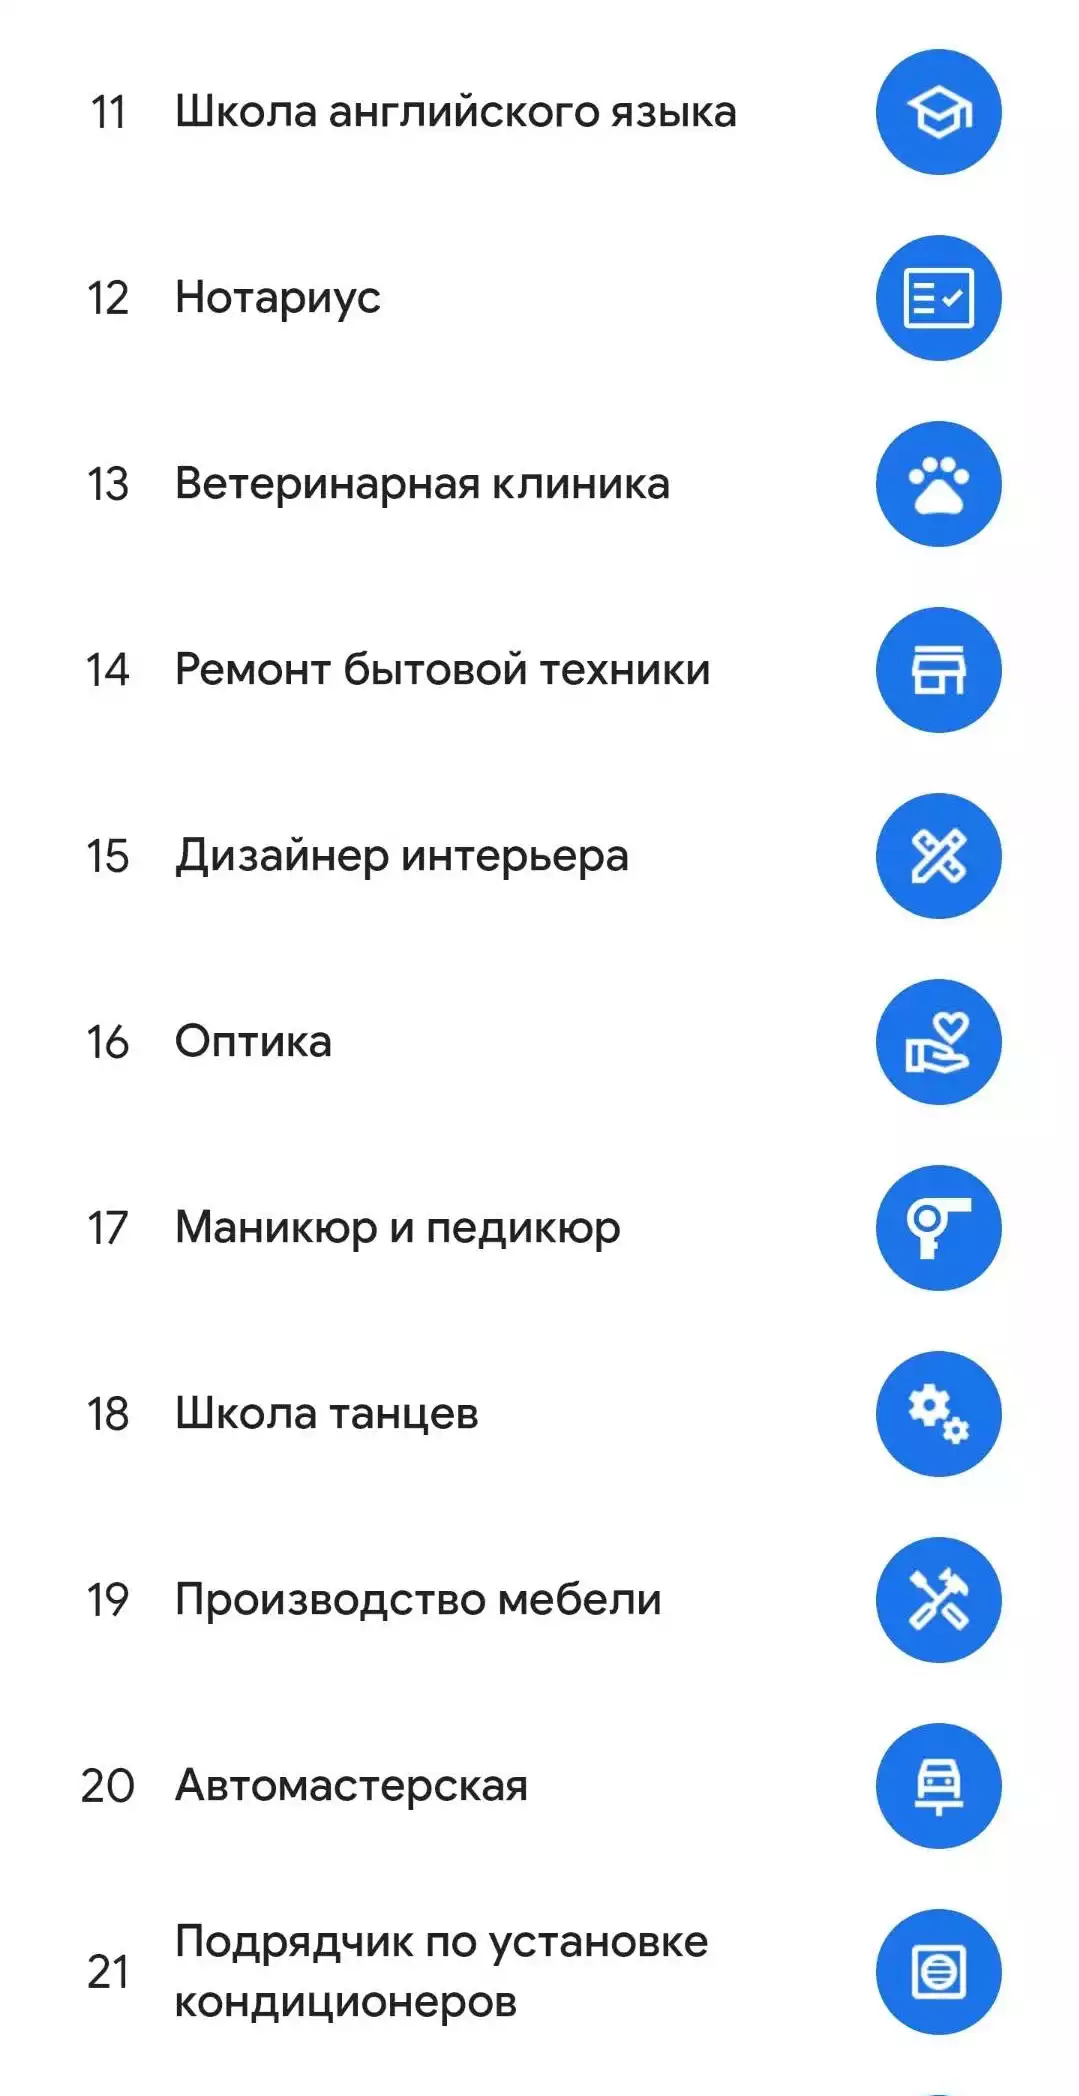 11 Школа английского языка
12 Нотариус
13 Ветеринарная клиника
14 Ремонт бытовой техники
15 Дизайнер интерьера
16 Оптика
17 Маникюр и педикюр
18 Школа танцев
19 Производство мебели
20 Автомастерская
21 Подрядчик по установке
кондиционеров